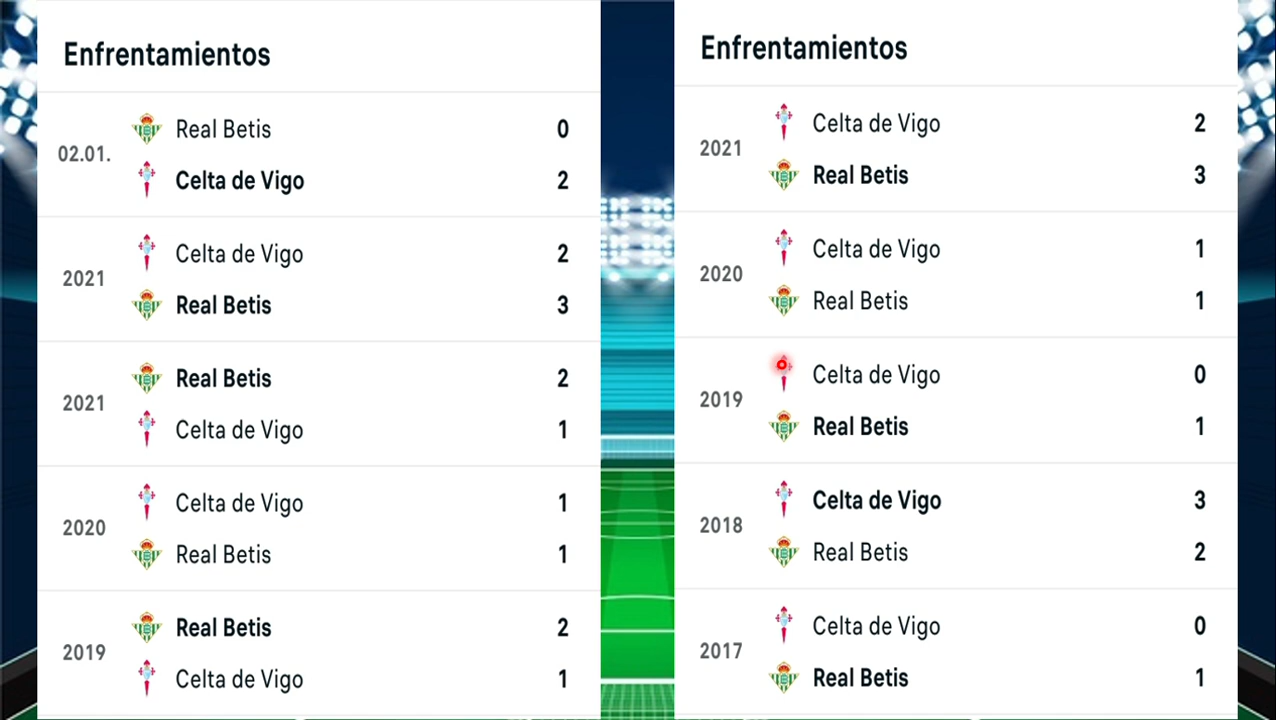 Enfrentamientos
02.01.
Real Betis 0
Celta de Vigo 2
2021
Celta de Vigo 2
Real Betis 3
2021
Real Betis 2
Celta de Vigo 1
2020
Celta de Vigo 1
Real Betis 1
2019
Real Betis 2
Celta de Vigo 1
Enfrentamientos
2021
Celta de Vigo 2
Real Betis 3
2020
Celta de Vigo 1
Real Betis 1
2019
Celta de Vigo 0
Real Betis 1
2018
Celta de Vigo 3
Real Betis 2
2017
Celta de Vigo 0
Real Betis 1